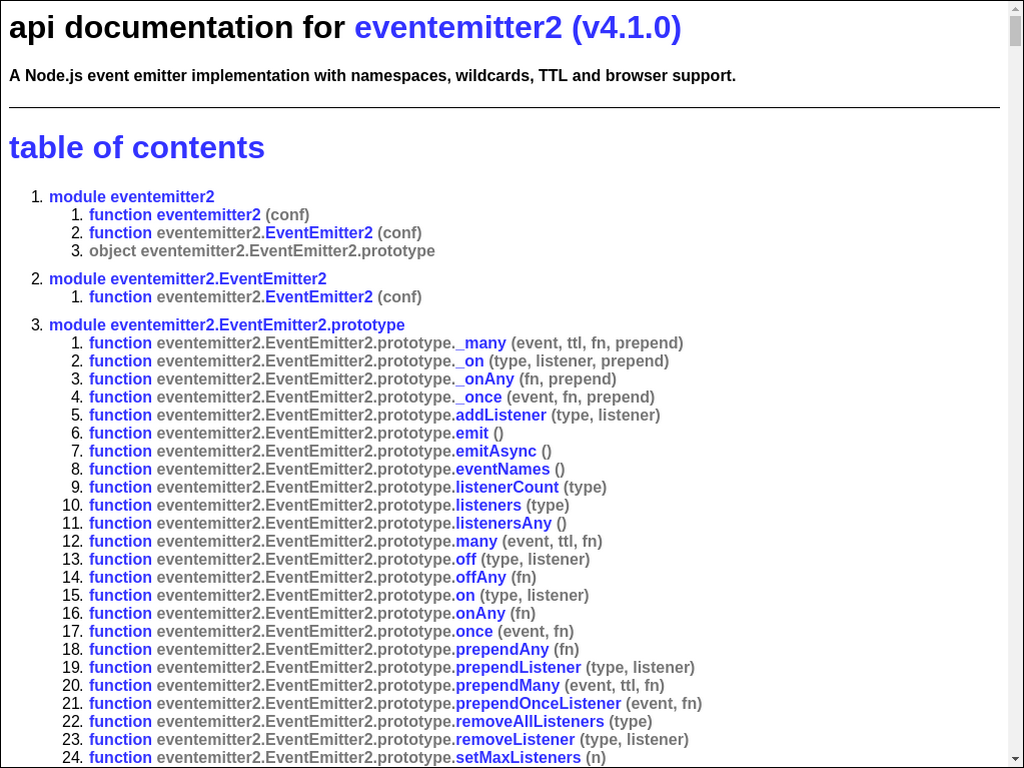 api documentation for eventemitter2 (v4.1.0)
A Node.js event emitter implementation with namespaces, wildcards, TTL and browser support.
table of contents
1. module eventemitter2
1. function eventemitter2 (conf)
2. function eventemitter2.EventEmitter2 (conf)
3. object eventemitter2.EventEmitter2.prototype
2. module eventemitter2.EventEmitter2
1. function eventemitter2.EventEmitter2 (conf)
3. module eventemitter2.EventEmitter2.prototype
1. function eventemitter2.EventEmitter2.prototype._many (event, ttl, fn, prepend)
2. function eventemitter2.EventEmitter2.prototype._on (type, listener, prepend)
3. function eventemitter2.EventEmitter2.prototype._onAny (fn, prepend)
4. function eventemitter2.EventEmitter2.prototype._once (event, fn, prepend)
5. function eventemitter2.EventEmitter2.prototype.addListener (type, listener)
6. function eventemitter2.EventEmitter2.prototype.emit ()
7. function eventemitter2.EventEmitter2.prototype.emitAsync ()
8. function eventemitter2.EventEmitter2.prototype.eventNames ()
9. function eventemitter2.EventEmitter2.prototype.listenerCount (type)
10. function eventemitter2.EventEmitter2.prototype.listeners (type)
11. function eventemitter2.EventEmitter2.prototype.listenersAny ()
12. function eventemitter2.EventEmitter2.prototype.many (event, ttl, fn)
13. function eventemitter2.EventEmitter2.prototype.off (type, listener)
14. function eventemitter2.EventEmitter2.prototype.offAny (fn)
15. function eventemitter2.EventEmitter2.prototype.on (type, listener)
16. function eventemitter2.EventEmitter2.prototype.onAny (fn)
17. function eventemitter2.EventEmitter2.prototype.once (event, fn)
18. function eventemitter2.EventEmitter2.prototype.prependAny (fn)
19. function eventemitter2.EventEmitter2.prototype.prependListener (type, listener)
20. function eventemitter2.EventEmitter2.prototype.prependMany (event, ttl, fn)
21. function eventemitter2.EventEmitter2.prototype.prependOnceListener (event, fn)
22. function eventemitter2.EventEmitter2.prototype.removeAllListeners (type)
23. function eventemitter2.EventEmitter2.prototype.removeListener (type, listener)
24. function eventemitter2.EventEmitter2.prototype.setMaxListeners (n)